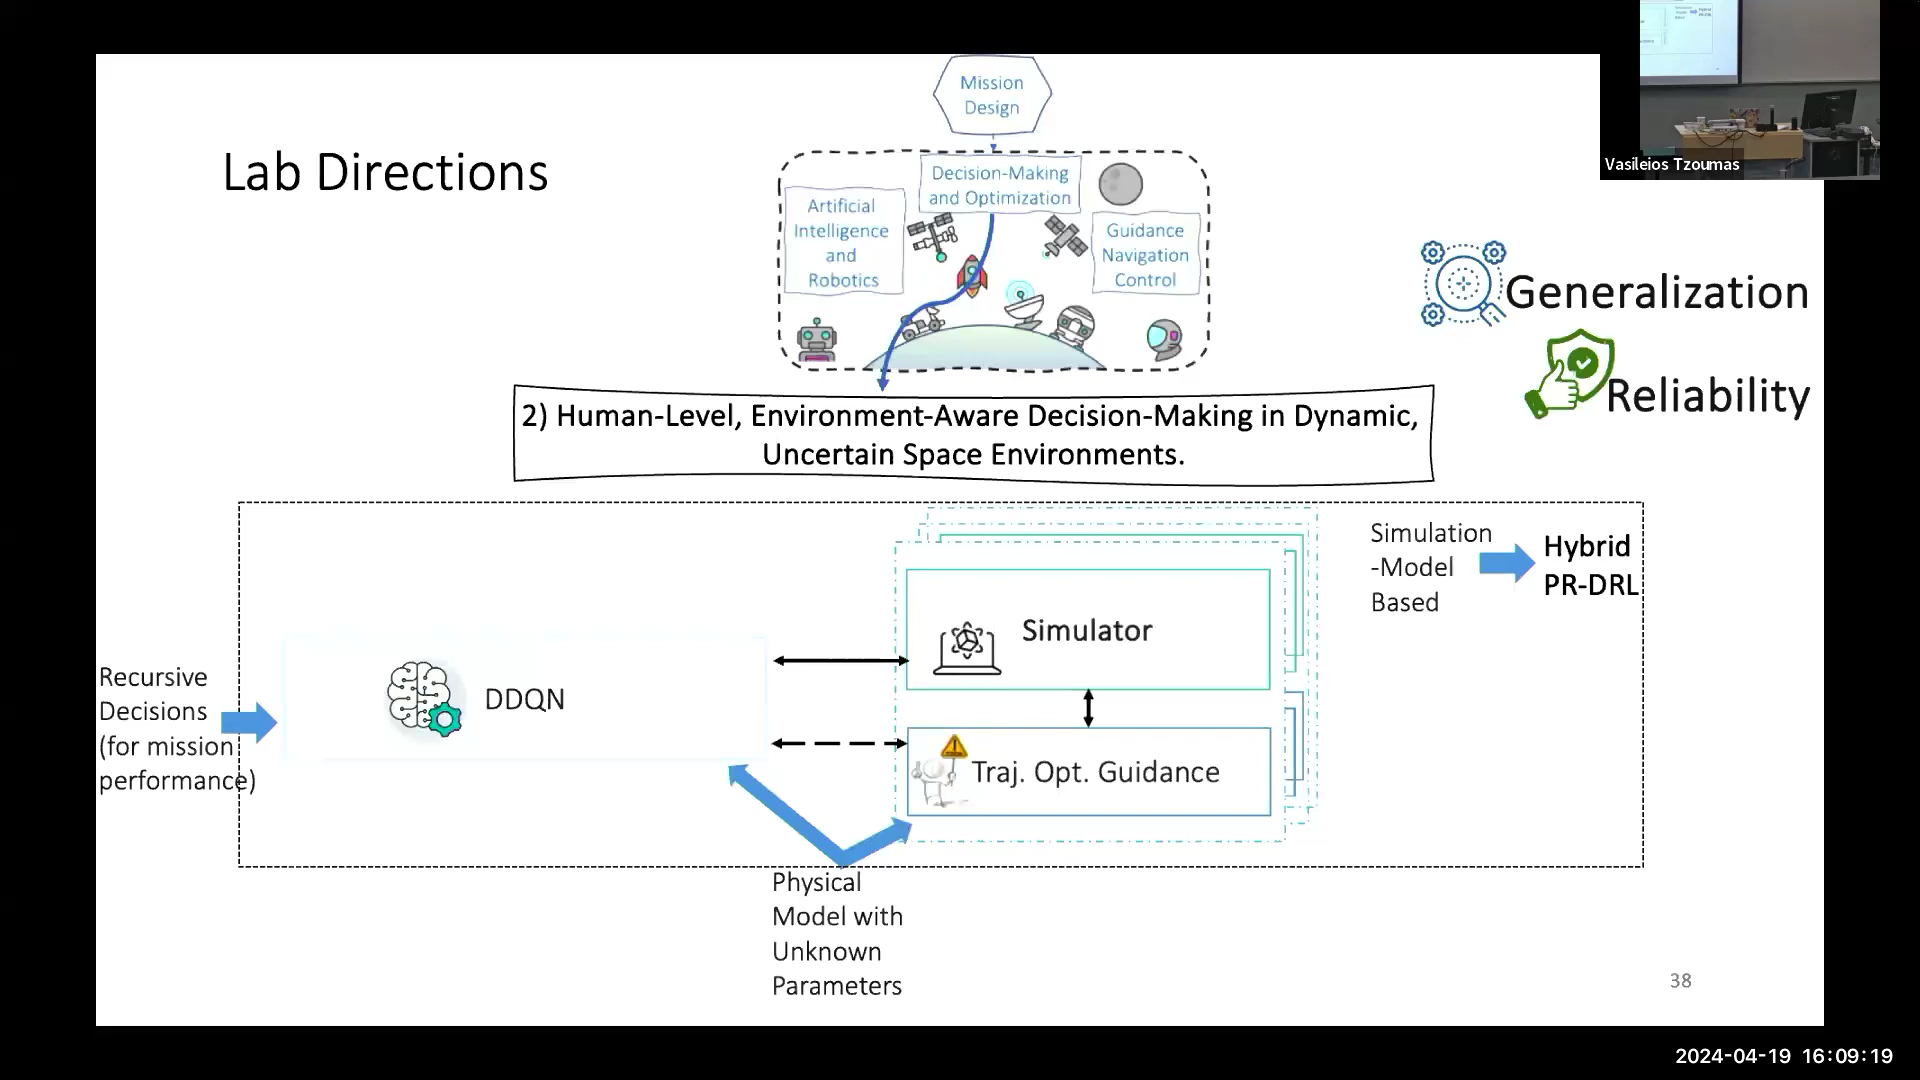 Lab Directions
Mission
Design
Decision-Making
and Optimization
Artificial
Intelligence
and
Robotics
Guidance
Navigation
Control
Vasileios Tzoumas
Generalization
Reliability
2) Human-Level, Environment-Aware Decision-Making in Dynamic,
Uncertain Space Environments.
Simulation
-Model
Based
Hybrid
PR-DRL
Recursive
Decisions
(for mission
performance)
DDQN
Simulator
Traj. Opt. Guidance
Physical
Model with
Unknown
Parameters
38
2024-04-19 16:09:19